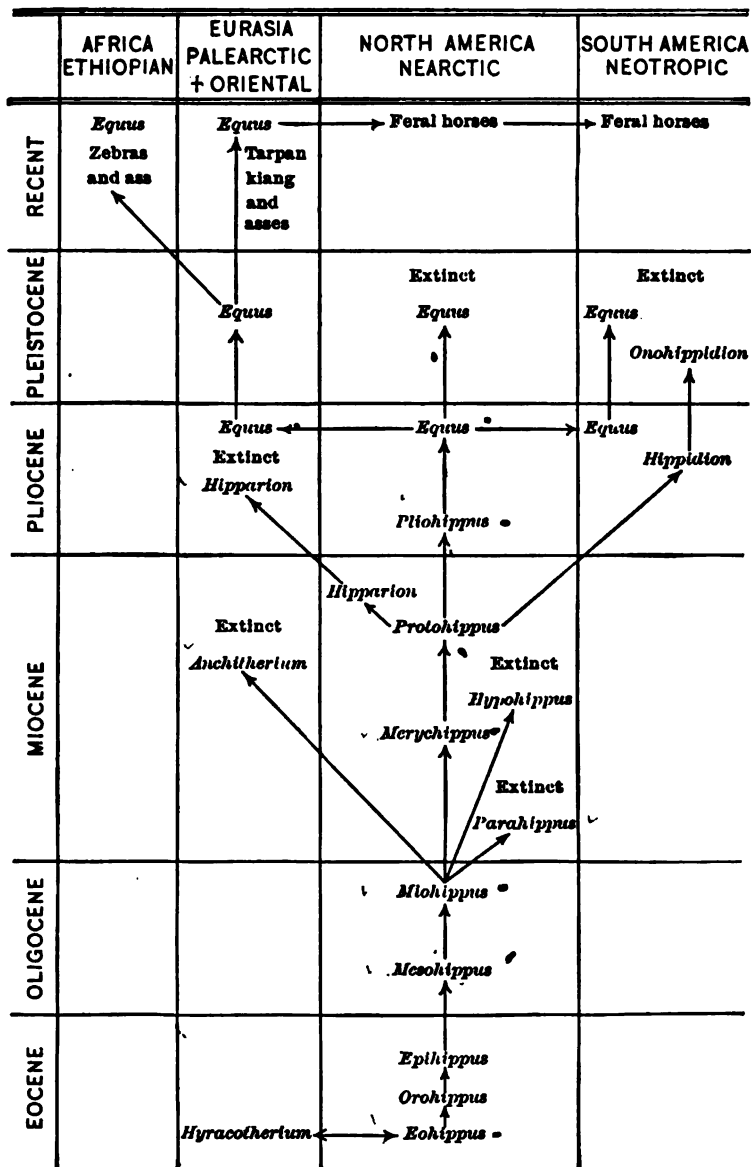 AFRICA
ETHIOPIAN
EURASIA
PALEARCTIC
+ ORIENTAL
NORTH AMERICA
NEARCTIC
SOUTH AMERICA
NEOTROPIC
RECENT
Equus
Zebras
and ass
Equus
Tarpan
kiang
and
asses
Feral horses
Feral horses
PLEISTOCENE
Equus
Extinct
Equus
Extinct
Equus
Onohippidion
PLIOCENE
Equus
Extinct
Hipparion
Equus
Pliohippus
Equus
Hippidion
MIOCENE
Extinct
Anchitherium
Hipparion
Protohippus
Extinct
Hypohippus
Merychippus
Extinct
Parahippus
OLIGOCENE
Miohippus
Mesohippus
EOCENE
Epihippus
Orohippus
Hyracotherium
Eohippus